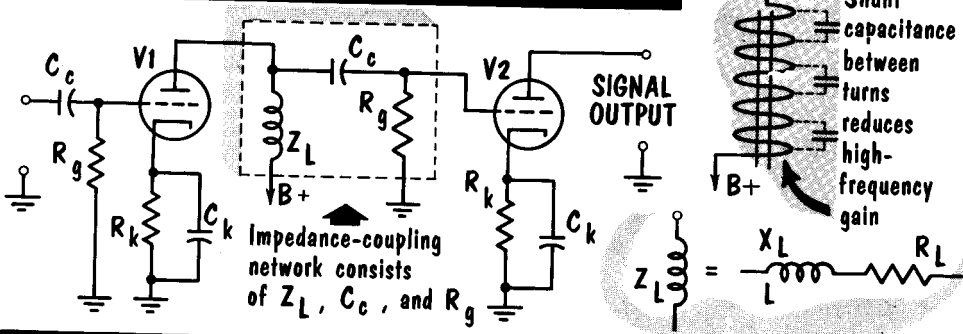 Cc
V1
Rg
Rk
Ck
ZL
B+
Cc
Rg
V2
Rk
Ck
SIGNAL
OUTPUT
Impedance-coupling
network consists
of ZL, Cc, and Rg
Shunt
capacitance
between
turns
reduces
high-
frequency
gain
B+
ZL
=
XL
L
RL